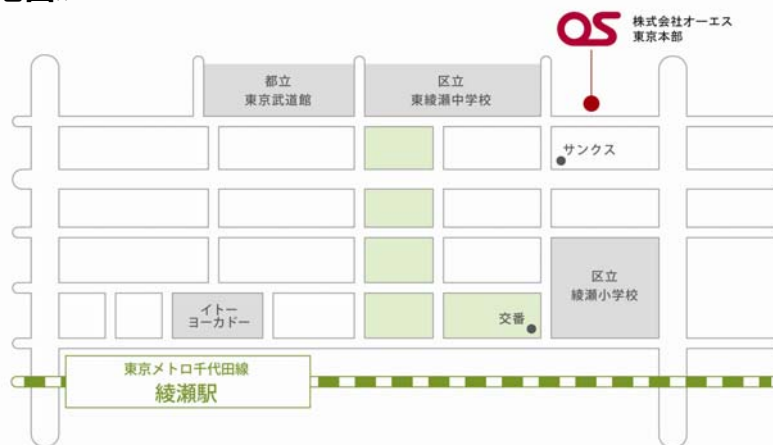 OS
株式会社オーエス
東京本部
都立
東京武道館
区立
東綾瀬中学校
サンクス
区立
綾瀬小学校
イトー
ヨーカドー
交番
東京メトロ千代田線
綾瀬駅